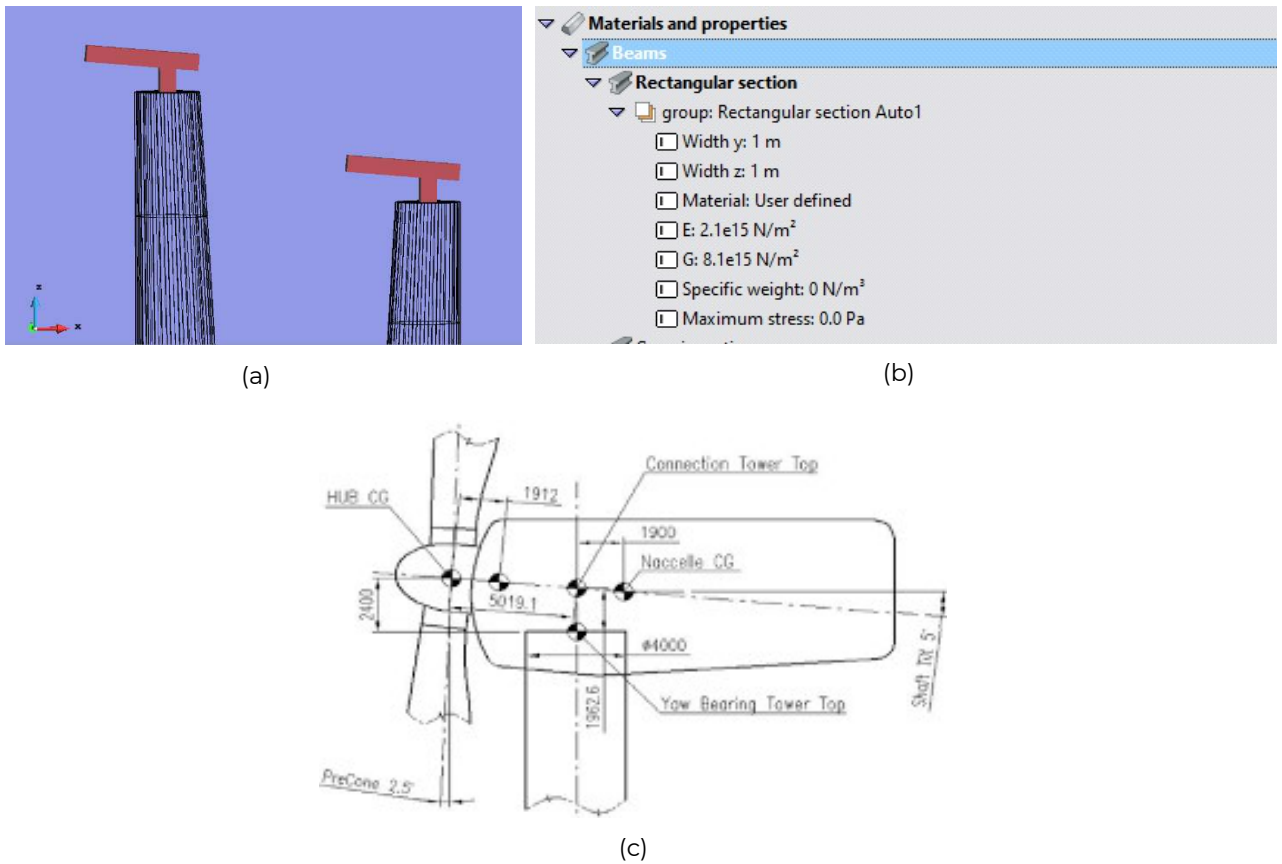 z
x
(a)
Materials and properties
Beams
Rectangular section
group: Rectangular section Auto1
Width y: 1 m
Width z: 1 m
Material: User defined
E: 2.1e15 N/m²
G: 8.1e15 N/m²
Specific weight: 0 N/m³
Maximum stress: 0.0 Pa
(b)
Connection Tower Top
HUB CG
1912
1900
Naccelle CG
2400
5019.1
ø4000
1962.6
Shaft Tilt 5°
Yaw Bearing Tower Top
PreCone 2.5°
(c)